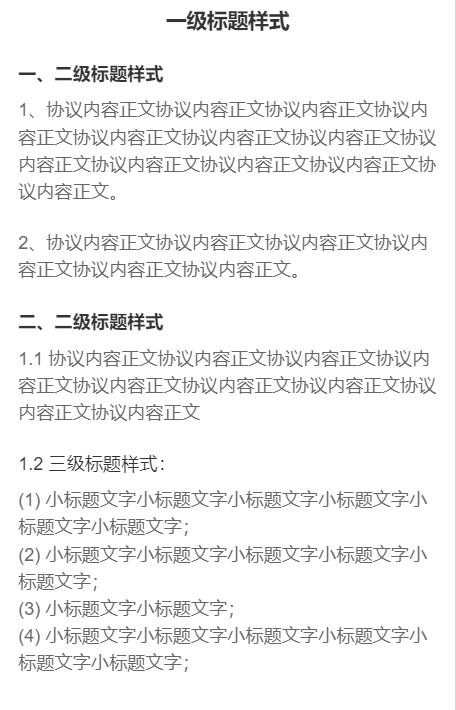 一级标题样式
一、二级标题样式
1、协议内容正文协议内容正文协议内容正文协议内
容正文协议内容正文协议内容正文协议内容正文协议
内容正文协议内容正文协议内容正文协议内容正文协
议内容正文。
2、协议内容正文协议内容正文协议内容正文协议内
容正文协议内容正文协议内容正文。
二、二级标题样式
1.1 协议内容正文协议内容正文协议内容正文协议内
容正文协议内容正文协议内容正文协议内容正文协议
内容正文协议内容正文
1.2 三级标题样式：
(1) 小标题文字小标题文字小标题文字小标题文字小
标题文字小标题文字；
(2) 小标题文字小标题文字小标题文字小标题文字小
标题文字；
(3) 小标题文字小标题文字；
(4) 小标题文字小标题文字小标题文字小标题文字小
标题文字小标题文字；